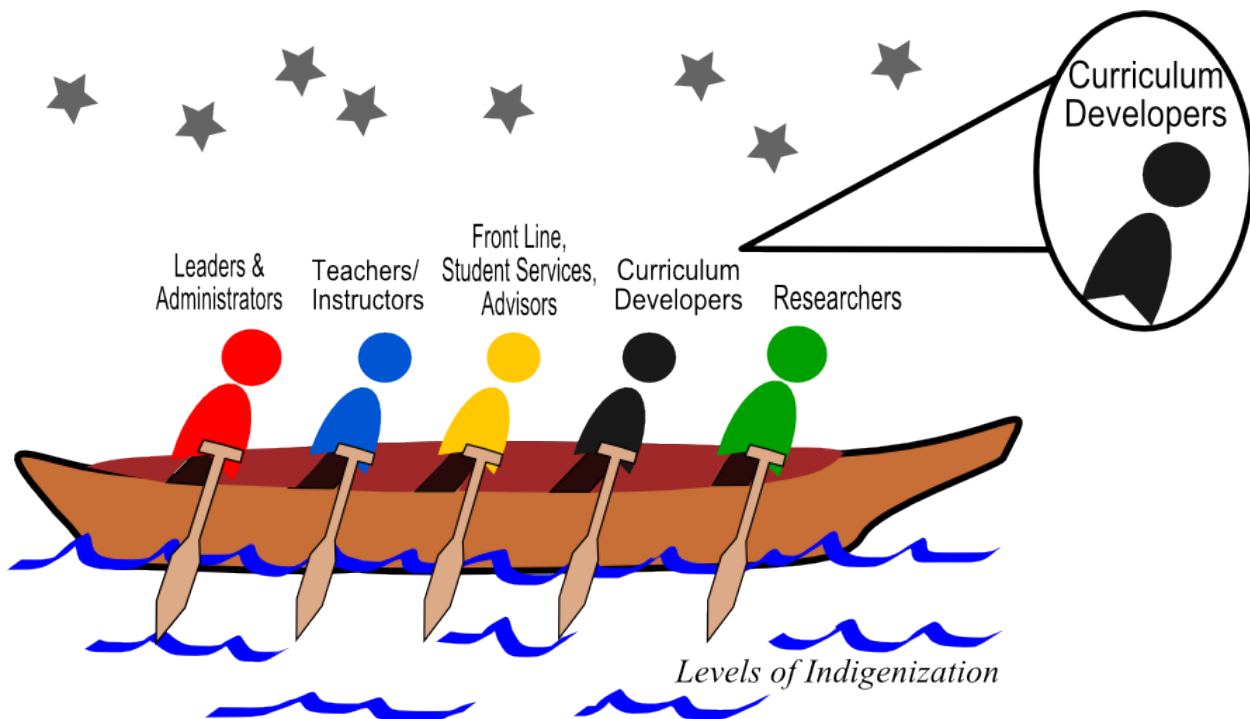 Curriculum
Developers
Leaders &
Administrators
Teachers/
Instructors
Front Line,
Student Services,
Advisors
Curriculum
Developers
Researchers
Levels of Indigenization